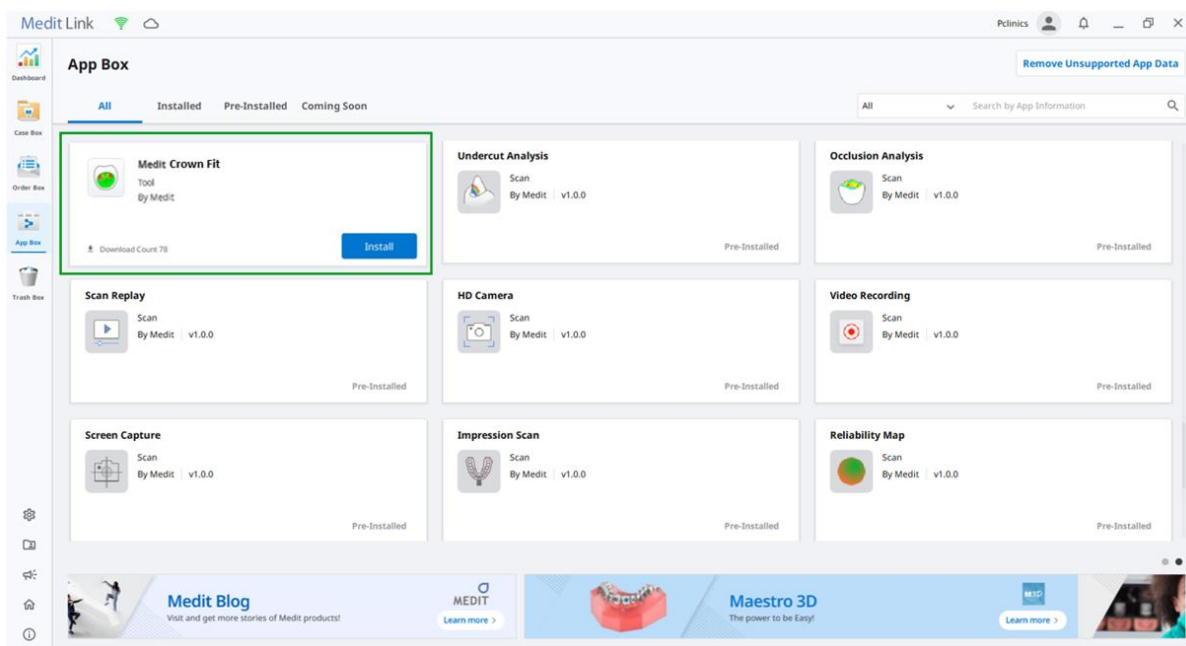 Medit Link
Pclinics
Dashboard
Case Box
Order Box
App Box
Trash Box
App Box
Remove Unsupported App Data
All Installed Pre-Installed Coming Soon
All Search by App Information
Medit Crown Fit
Tool
By Medit
Download Count 78
Install
Undercut Analysis
Scan
By Medit v1.0.0
Pre-Installed
Occlusion Analysis
Scan
By Medit v1.0.0
Pre-Installed
Scan Replay
Scan
By Medit v1.0.0
Pre-Installed
HD Camera
Scan
By Medit v1.0.0
Pre-Installed
Video Recording
Scan
By Medit v1.0.0
Pre-Installed
Screen Capture
Scan
By Medit v1.0.0
Pre-Installed
Impression Scan
Scan
By Medit v1.0.0
Pre-Installed
Reliability Map
Scan
By Medit v1.0.0
Pre-Installed
Medit Blog
Visit and get more stories of Medit products!
MEDIT
Learn more >
Maestro 3D
The power to be Easy!
Learn more >